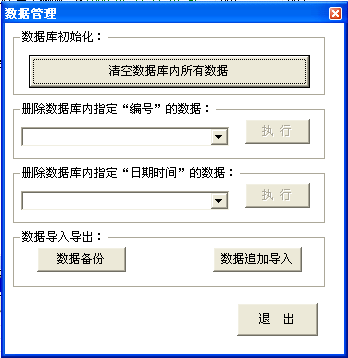 数据管理
数据库初始化：
清空数据库内所有数据
删除数据库内指定“编号”的数据：
执 行
删除数据库内指定“日期时间”的数据：
执 行
数据导入导出：
数据备份
数据追加导入
退 出